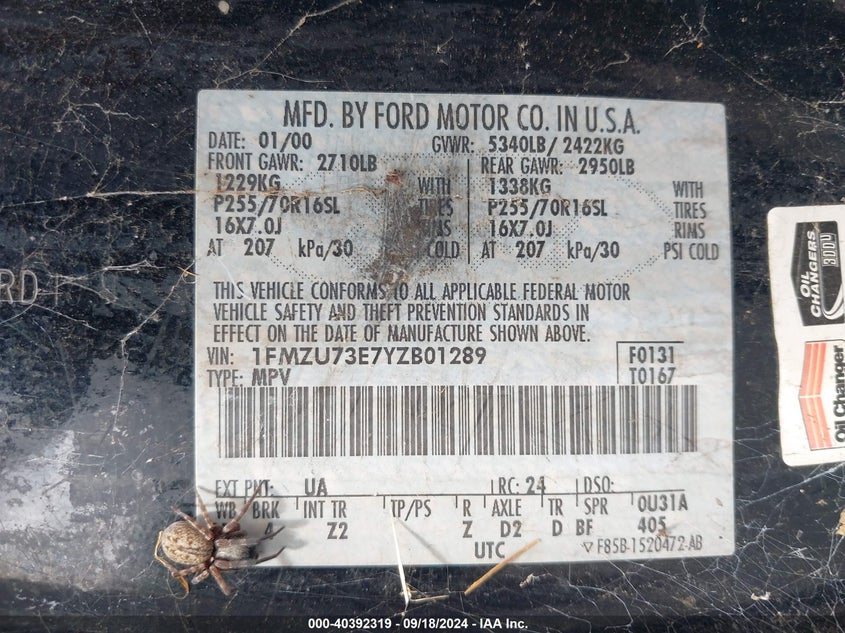 MFD. BY FORD MOTOR CO. IN U.S.A.
DATE: 01/00 GVWR: 5340LB/ 2422KG
FRONT GAWR: 2710LB REAR GAWR: 2950LB
1229KG WITH 1338KG WITH
P255/70R16SL TIRES P255/70R16SL TIRES
16X7.0J RIMS 16X7.0J RIMS
AT 207 kPa/30 COLD AT 207 kPa/30 PSI COLD
THIS VEHICLE CONFORMS TO ALL APPLICABLE FEDERAL MOTOR
VEHICLE SAFETY AND THEFT PREVENTION STANDARDS IN
EFFECT ON THE DATE OF MANUFACTURE SHOWN ABOVE.
VIN: 1FMZU73E7YZB01289 F0131
TYPE: MPV T0167
EXT PNT: UA RC: 24 DSO:
WB BRK INT TR TP/PS R AXLE TR SPR 0U31A
4 Z2 Z D2 D BF 405
UTC F85B-1520472-AB
RD
OIL CHANGERS
3004
Oil Changers
000-40392319 - 09/18/2024 - IAA Inc.